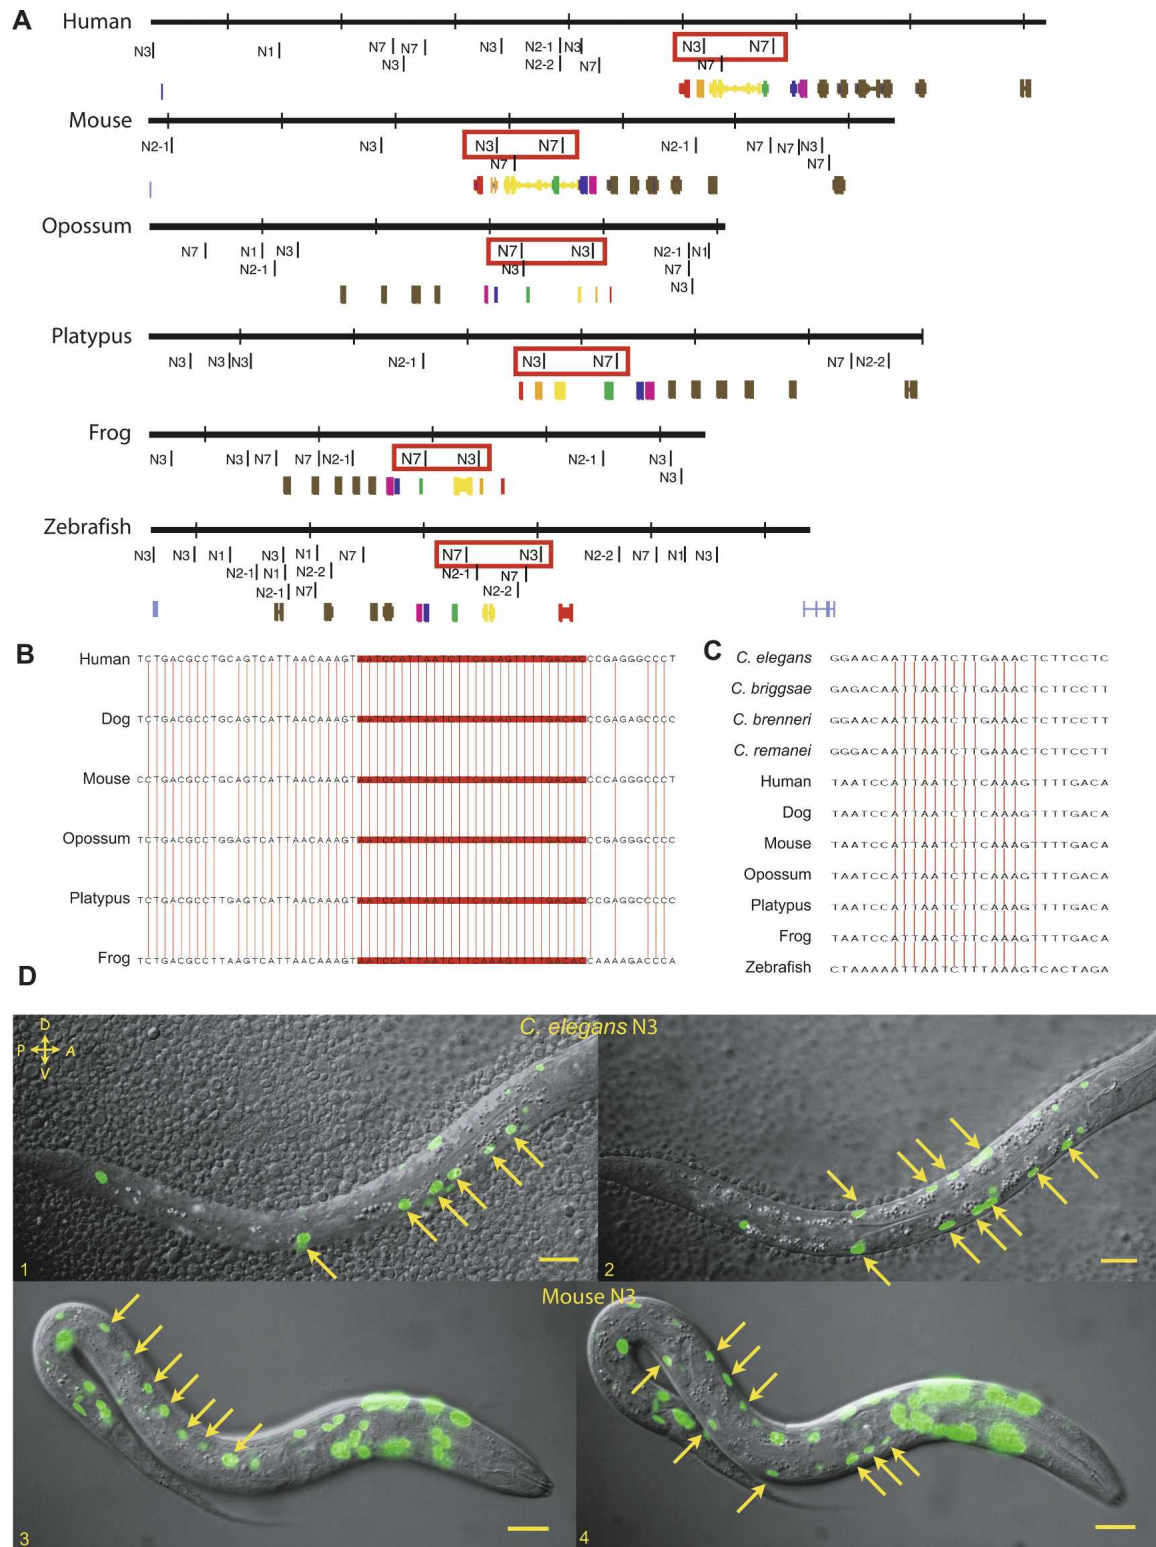 A
Human
N3 N1 N7 N7 N3 N2-1 N3 N3 N7
N3 N2-2 N7 N7
Mouse
N2-1 N3 N3 N7 N2-1 N7 N7 N3
N7 N7
Opossum
N7 N1 N3 N7 N3 N2-1 N1
N2-1 N3 N7
N3
Platypus
N3 N3 N3 N2-1 N3 N7 N7 N2-2
Frog
N3 N3 N7 N7 N2-1 N7 N3 N2-1 N3
N3
Zebrafish
N3 N3 N1 N3 N1 N7 N7 N3 N2-2 N7 N1 N3
N2-1 N1 N2-2 N2-1 N7
N2-1 N7 N2-2
B
Human TCTGACGCCTGCAGTCATTAACAAAGTAATCCATTAATCTTCAAAGTTTTGACACCCGAGGGCCCT
Dog TCTGACGCCTGCAGTCATTAACAAAGTAATCCATTAATCTTCAAAGTTTTGACACCCGAGAGCCCC
Mouse CCTGACGCCTGCAGTCATTAACAAAGTAATCCATTAATCTTCAAAGTTTTGACACCCCAGGGCCCT
Opossum TCTGACGCCTGGAGTCATTAACAAAGTAATCCATTAATCTTCAAAGTTTTGACACCCGAGGGCCCC
Platypus TCTGACGCCTTGAGTCATTAACAAAGTAATCCATTAATCTTCAAAGTTTTGACACCCGAGGCCCCC
Frog TCTGACGCCTTAAGTCATTAACAAAGTAATCCATTAATCTTCAAAGTTTTGACACCAAAAGACCCA
C
C. elegans GGAACAATTAATCTTGAAACTCTTCCTC
C. briggsae GAGACAATTAATCTTGAAACTCTTCCTT
C. brenneri GGAACAATTAATCTTGAAACTCTTCCTT
C. remanei GGGACAATTAATCTTGAAACTCTTCCTT
Human TAATCCATTAATCTTCAAAGTTTTGACA
Dog TAATCCATTAATCTTCAAAGTTTTGACA
Mouse TAATCCATTAATCTTCAAAGTTTTGACA
Opossum TAATCCATTAATCTTCAAAGTTTTGACA
Platypus TAATCCATTAATCTTCAAAGTTTTGACA
Frog TAATCCATTAATCTTCAAAGTTTTGACA
Zebrafish CTAAAAATTAATCTTTAAAGTCACTAGA
D
C. elegans N3
D
P A
V
1
2
Mouse N3
3
4